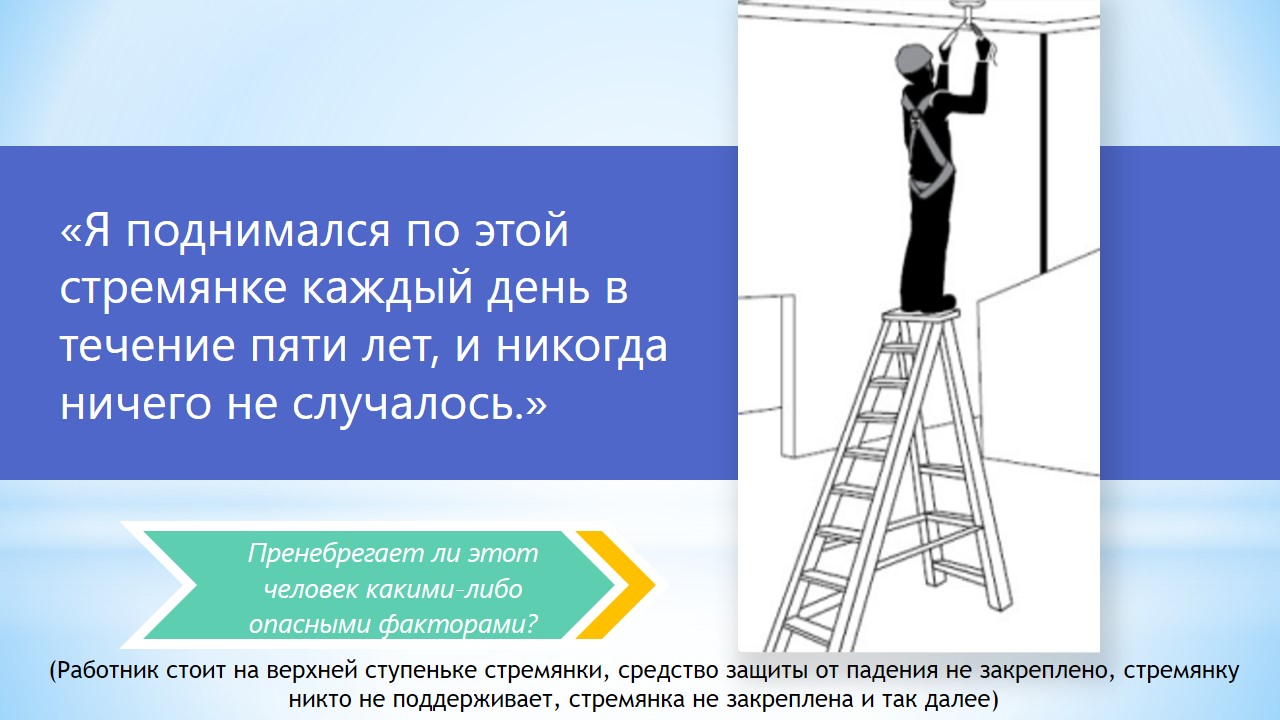 «Я поднимался по этой
стремянке каждый день в
течение пяти лет, и никогда
ничего не случалось.»
Пренебрегает ли этот
человек какими-либо
опасными факторами?
(Работник стоит на верхней ступеньке стремянки, средство защиты от падения не закреплено, стремянку
никто не поддерживает, стремянка не закреплена и так далее)